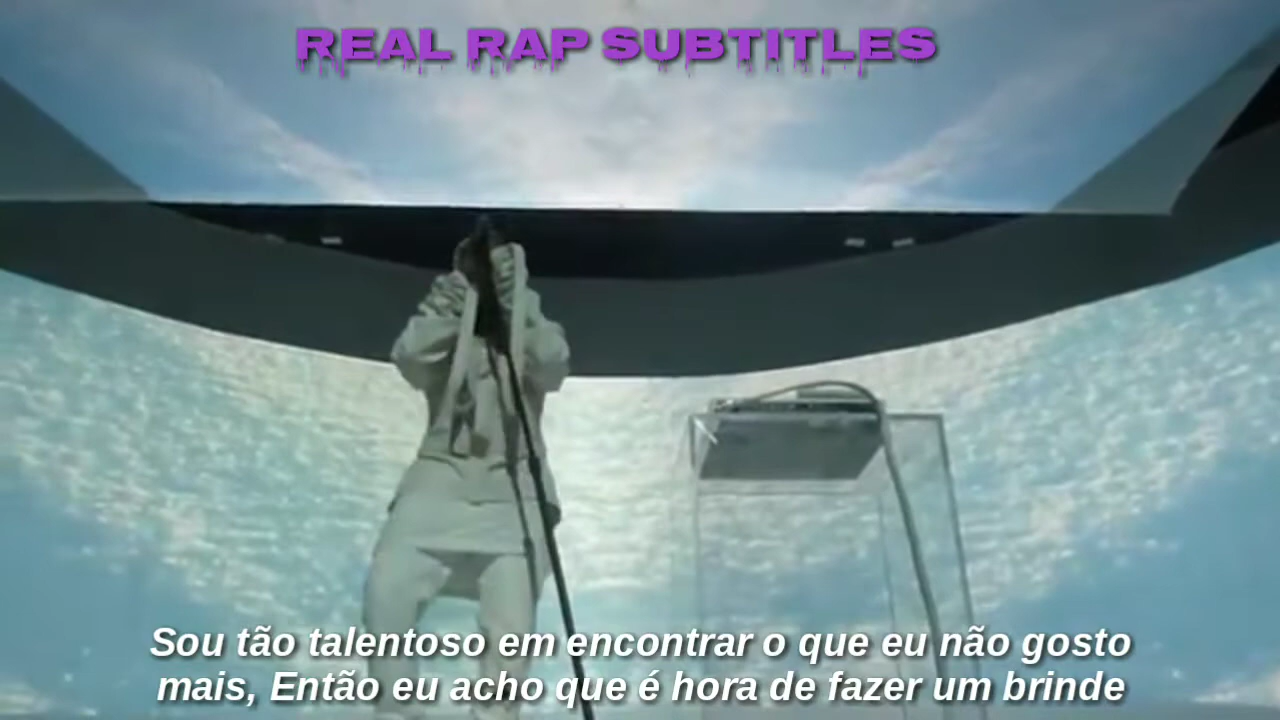 REAL RAP SUBTITLES
Sou tão talentoso em encontrar o que eu não gosto
mais, Então eu acho que é hora de fazer um brinde